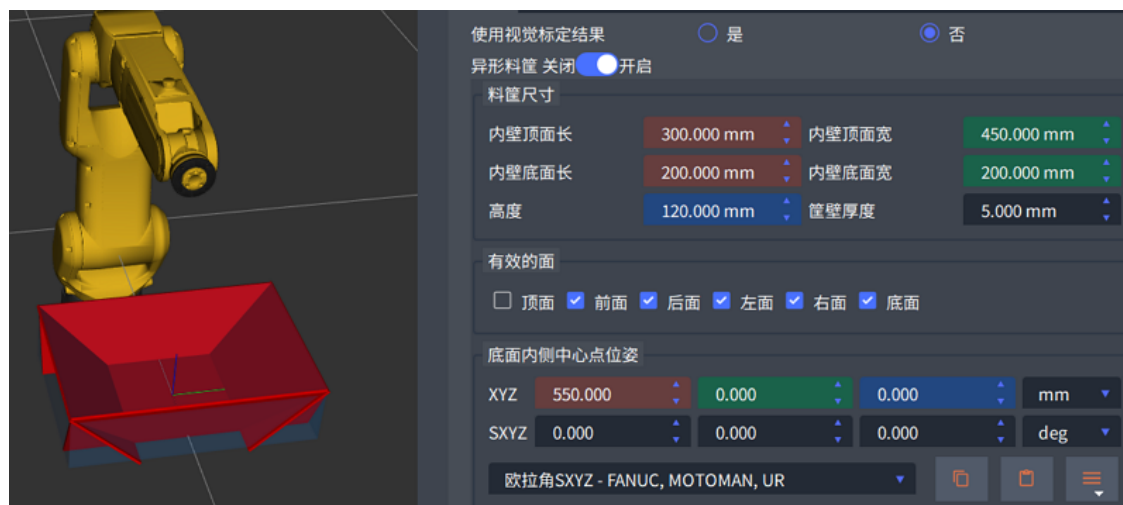 使用视觉标定结果 是 否
异形料筐 关闭 开启
料筐尺寸
内壁顶面长 300.000 mm 内壁顶面宽 450.000 mm
内壁底面长 200.000 mm 内壁底面宽 200.000 mm
高度 120.000 mm 筐壁厚度 5.000 mm
有效的面
顶面 前面 后面 左面 右面 底面
底面内侧中心点位姿
XYZ 550.000 0.000 0.000 mm
SXYZ 0.000 0.000 0.000 deg
欧拉角SXYZ - FANUC, MOTOMAN, UR